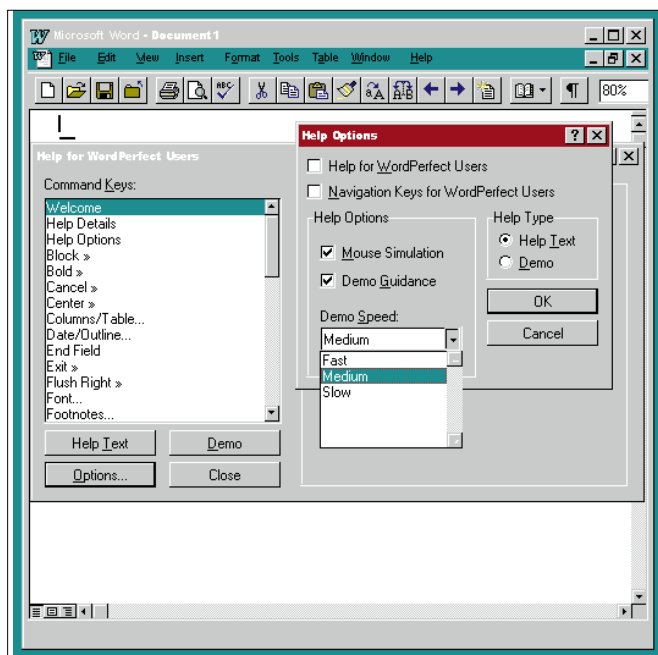 Microsoft Word - Document1
File Edit View Insert Format Tools Table Window Help
ABC
80%
Help for WordPerfect Users
Command Keys:
Welcome
Help Details
Help Options
Block »
Bold »
Cancel »
Center »
Columns/Table...
Date/Outline...
End Field
Exit »
Flush Right »
Font...
Footnotes...
Help Text
Demo
Options...
Close
Help Options
Help for WordPerfect Users
Navigation Keys for WordPerfect Users
Help Options
Mouse Simulation
Demo Guidance
Demo Speed:
Medium
Fast
Medium
Slow
Help Type
Help Text
Demo
OK
Cancel